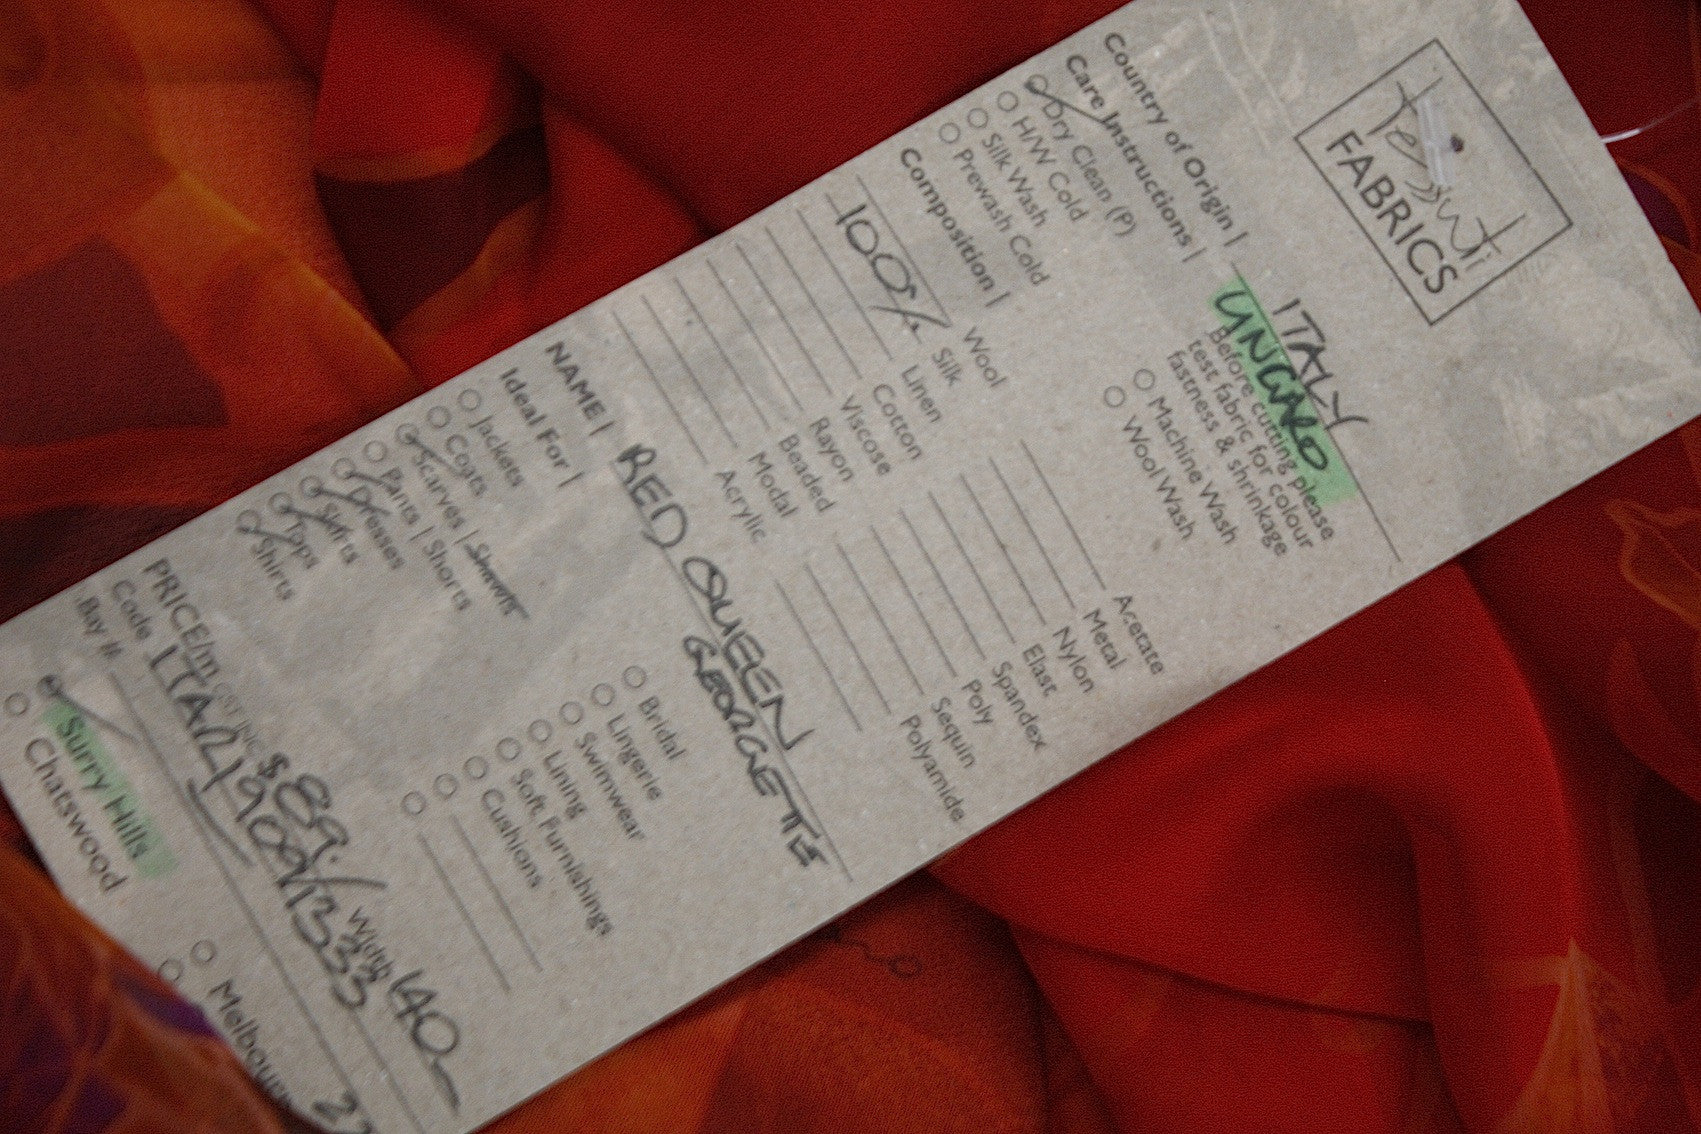 tessuti
FABRICS
Country of Origin | ITALY
UNGARO
Care Instructions | Before cutting please
test fabric for colour
fastness & shrinkage
Dry Clean (P)
H/W Cold
Silk Wash
Prewash Cold
Machine Wash
Wool Wash
Composition |
Wool
100% Silk
Linen
Cotton
Viscose
Rayon
Beaded
Modal
Acrylic
Acetate
Metal
Nylon
Elast
Spandex
Poly
Sequin
Polyamide
NAME | RED QUEEN
GEORGETTE
Ideal For |
Jackets
Coats
Scarves |
Pants | Shorts
Dresses
Skirts
Tops
Shirts
Bridal
Lingerie
Swimwear
Lining
Soft Furnishings
Cushions
PRICE/m $89. Width 140
Code ITAL1909/1333
Surry Hills
Chatswood